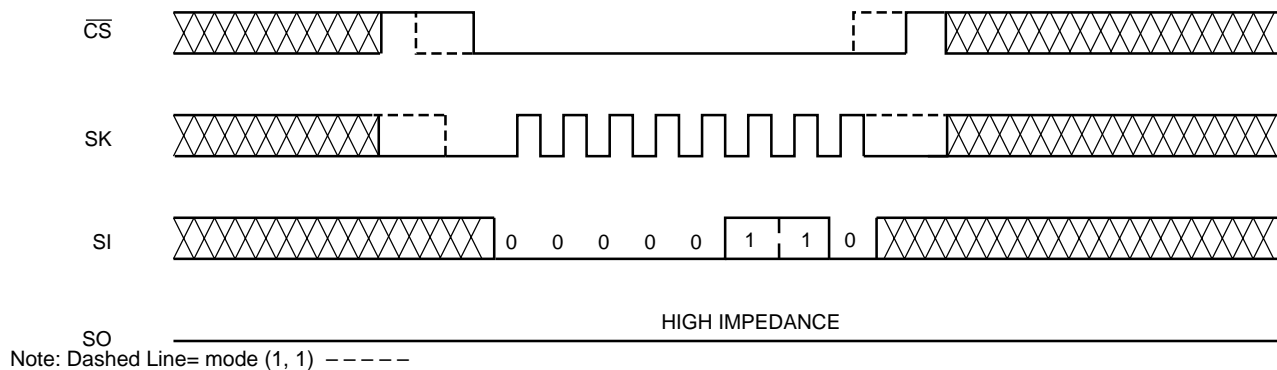 CS
SK
SI
0 0 0 0 0 1 1 0
HIGH IMPEDANCE
SO
Note: Dashed Line= mode (1, 1) – – – – –